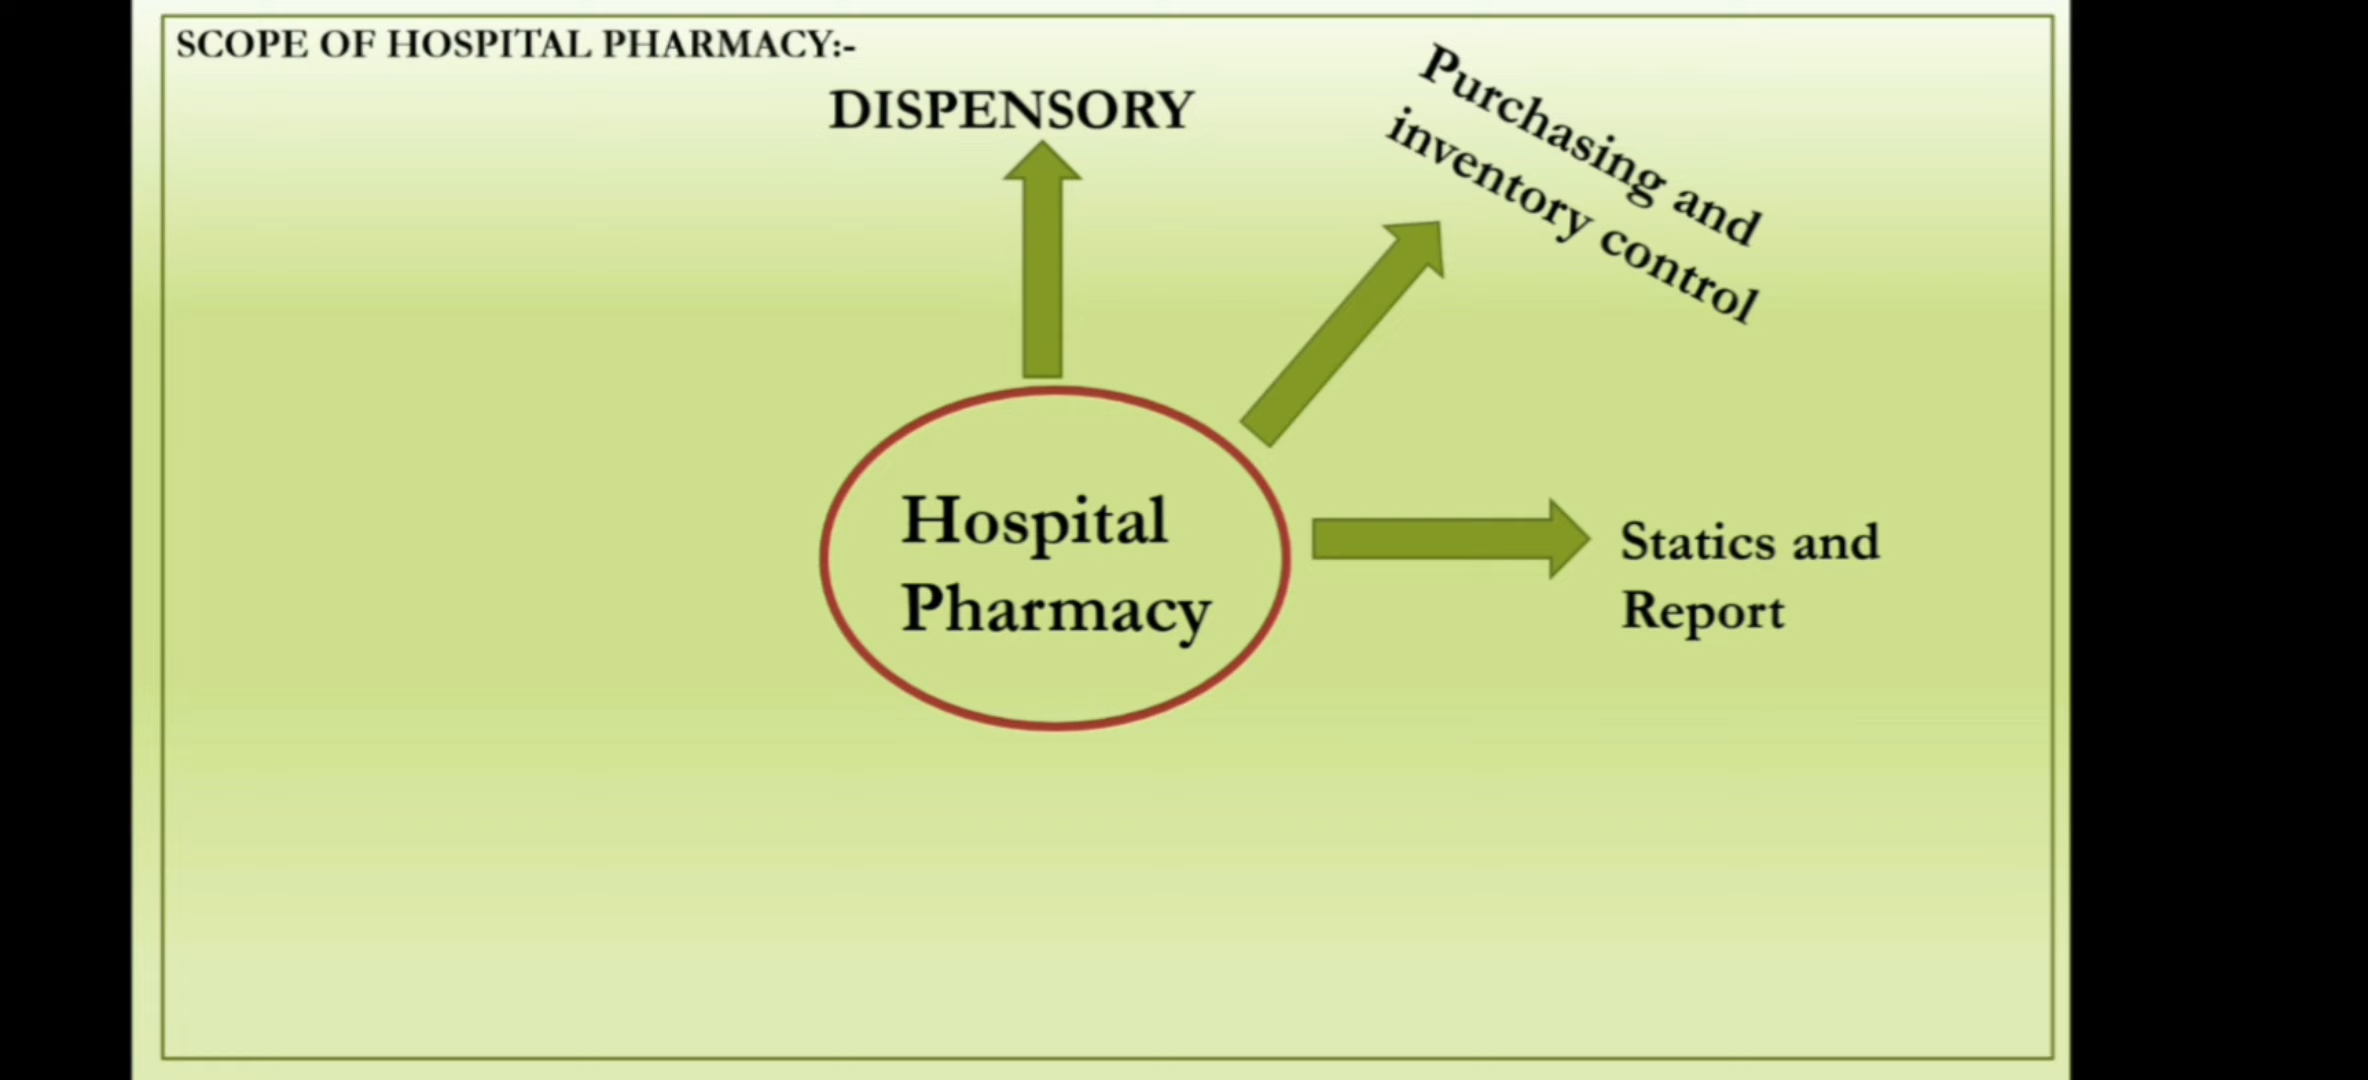 SCOPE OF HOSPITAL PHARMACY:-
DISPENSORY
Purchasing and
inventory control
Hospital
Pharmacy
Statics and
Report